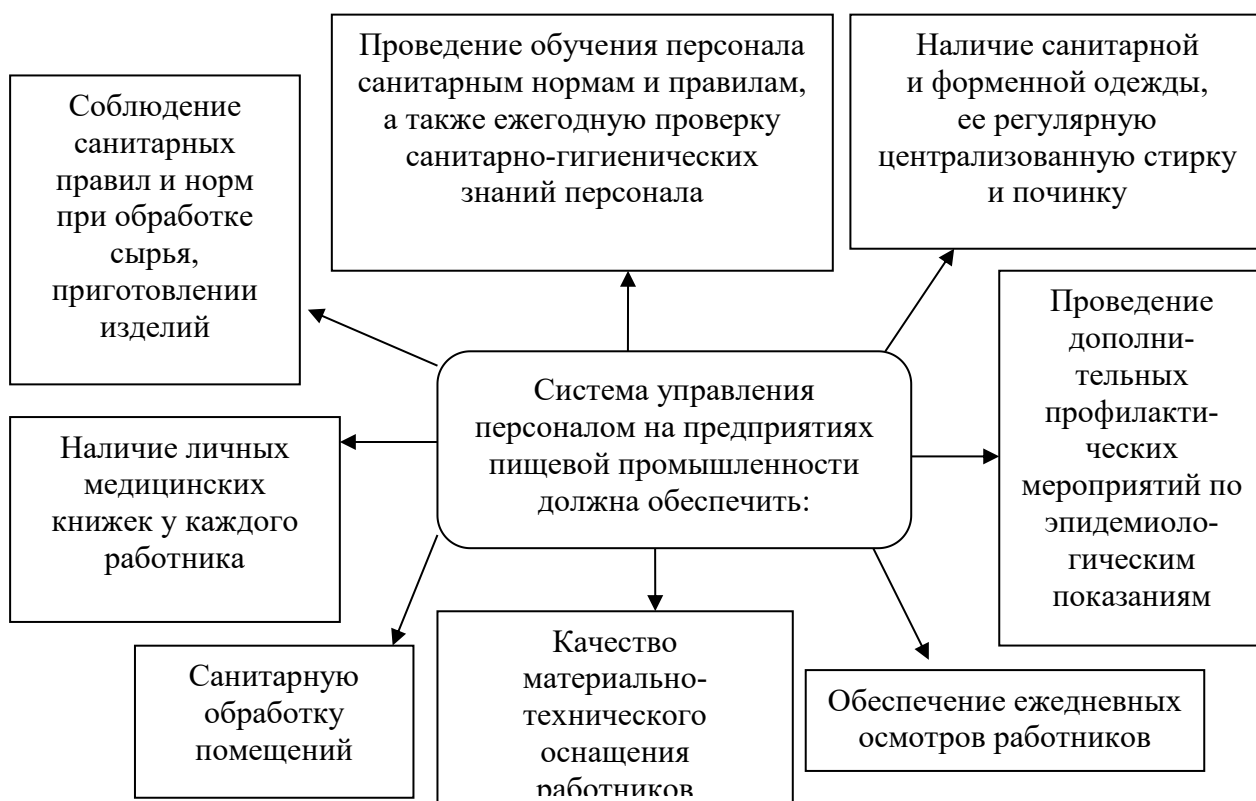 Проведение обучения персонала
санитарным нормам и правилам,
а также ежегодную проверку
санитарно-гигиенических
знаний персонала
Наличие санитарной
и форменной одежды,
ее регулярную
централизованную стирку
и починку
Соблюдение
санитарных
правил и норм
при обработке
сырья,
приготовлении
изделий
Проведение
дополни-
тельных
профилакти-
ческих
мероприятий по
эпидемиоло-
гическим
показаниям
Система управления
персоналом на предприятиях
пищевой промышленности
должна обеспечить:
Наличие личных
медицинских
книжек у каждого
работника
Санитарную
обработку
помещений
Качество
материально-
технического
оснащения
работников
Обеспечение ежедневных
осмотров работников